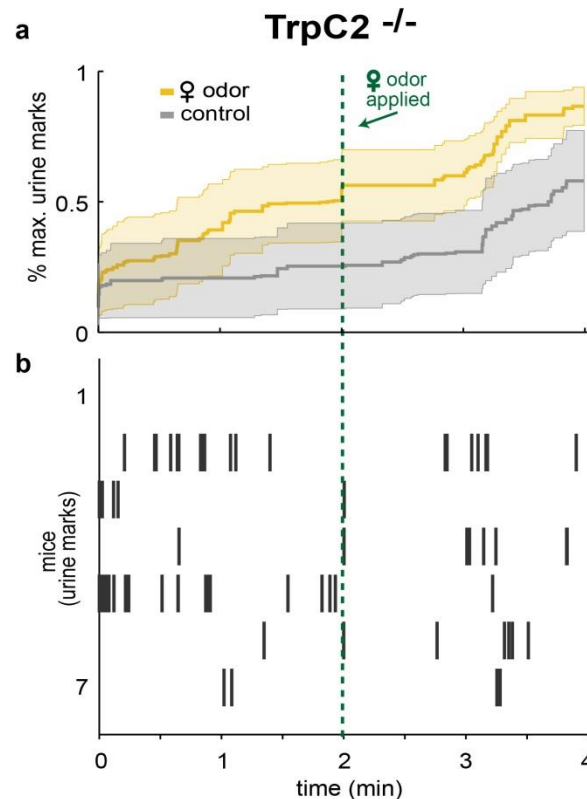 TrpC2 -/-
a
♀ odor
control
♀ odor
applied
% max. urine marks
1
0.5
0
b
mice
(urine marks)
1
7
0 1 2 3 4
time (min)